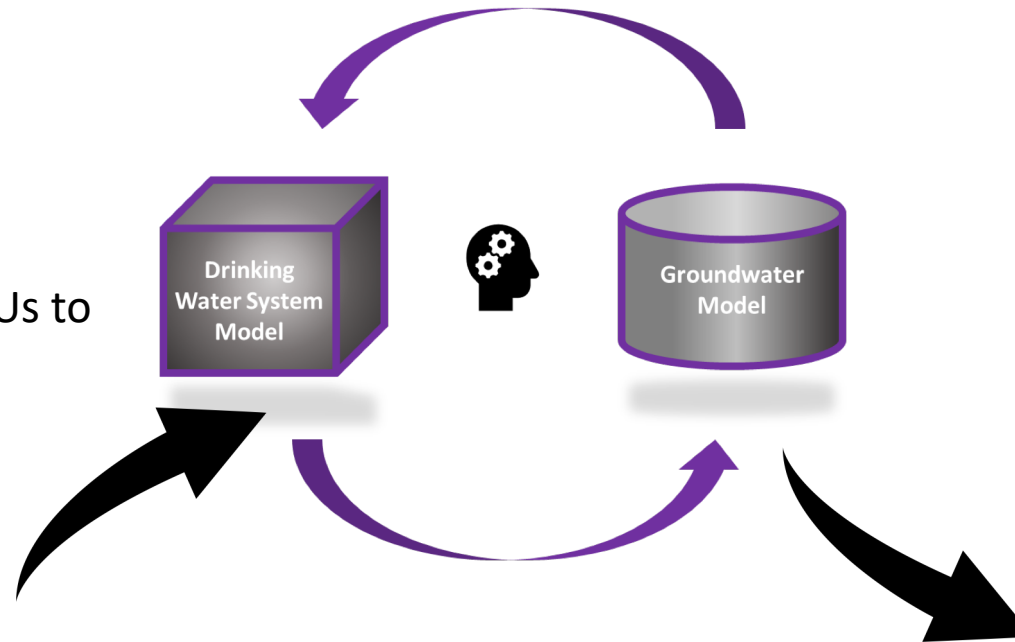 Us to
Drinking
Water System
Model
Groundwater
Model